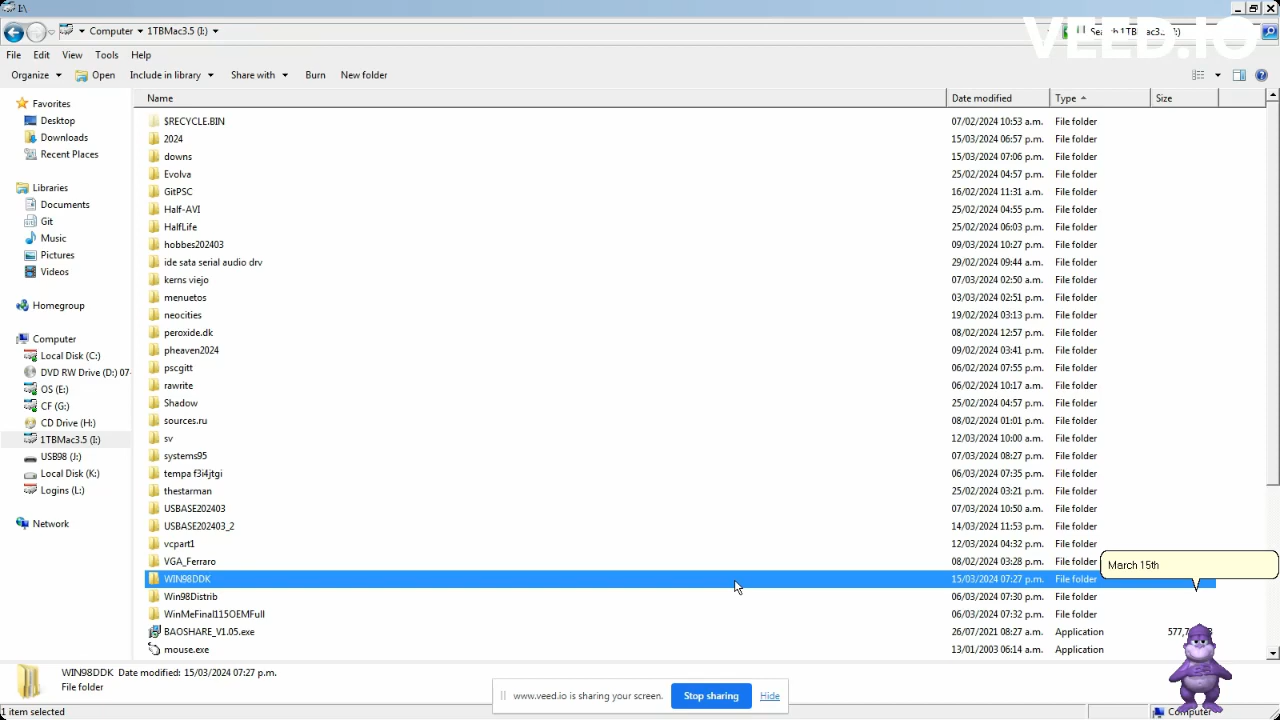 I:\
VEED.IO
Computer 1TBMac3.5 (I:)
File Edit View Tools Help
Organize Open Include in library Share with Burn New folder
Name Date modified Type Size
Favorites
Desktop
Downloads
Recent Places
Libraries
Documents
Git
Music
Pictures
Videos
Homegroup
Computer
Local Disk (C:)
DVD RW Drive (D:) 07-
OS (E:)
CF (G:)
CD Drive (H:)
1TBMac3.5 (I:)
USB98 (J:)
Local Disk (K:)
Logins (L:)
Network
$RECYCLE.BIN 07/02/2024 10:53 a.m. File folder
2024 15/03/2024 06:57 p.m. File folder
downs 15/03/2024 07:06 p.m. File folder
Evolva 25/02/2024 04:57 p.m. File folder
GitPSC 16/02/2024 11:31 a.m. File folder
Half-AVI 25/02/2024 04:55 p.m. File folder
HalfLife 25/02/2024 06:03 p.m. File folder
hobbes202403 09/03/2024 10:27 p.m. File folder
ide sata serial audio drv 29/02/2024 09:44 a.m. File folder
kerns viejo 07/03/2024 02:50 a.m. File folder
menuetos 03/03/2024 02:51 p.m. File folder
neocities 19/02/2024 03:13 p.m. File folder
peroxide.dk 08/02/2024 12:57 p.m. File folder
pheaven2024 09/02/2024 03:41 p.m. File folder
pscgitt 06/02/2024 07:55 p.m. File folder
rawrite 06/02/2024 10:17 a.m. File folder
Shadow 25/02/2024 04:57 p.m. File folder
sources.ru 08/02/2024 01:01 p.m. File folder
sv 12/03/2024 10:00 a.m. File folder
systems95 07/03/2024 08:27 p.m. File folder
tempa f3i4jtgi 06/03/2024 07:35 p.m. File folder
thestarman 25/02/2024 03:21 p.m. File folder
USBASE202403 07/03/2024 10:50 a.m. File folder
USBASE202403_2 14/03/2024 11:53 p.m. File folder
vcpart1 12/03/2024 04:32 p.m. File folder
VGA_Ferraro 08/02/2024 03:28 p.m. File folder
WIN98DDK 15/03/2024 07:27 p.m. File folder
Win98Distrib 06/03/2024 07:30 p.m. File folder
WinMeFinal115OEMFull 06/03/2024 07:32 p.m. File folder
BAOSHARE_V1.05.exe 26/07/2021 08:27 a.m. Application
mouse.exe 13/01/2003 06:14 a.m. Application
March 15th
WIN98DDK Date modified: 15/03/2024 07:27 p.m.
File folder
www.veed.io is sharing your screen. Stop sharing Hide
1 item selected